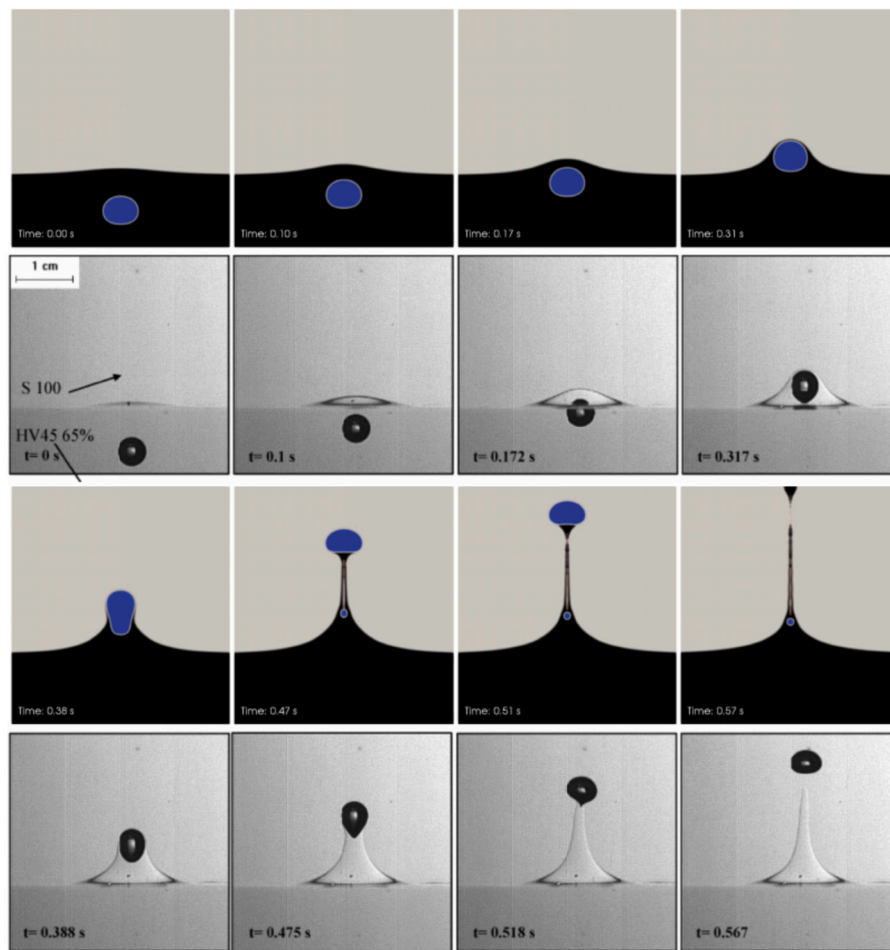 Time: 0.00 s
Time: 0.10 s
Time: 0.17 s
Time: 0.31 s
1 cm
S 100
HV45 65%
t= 0 s
t= 0.1 s
t= 0.172 s
t= 0.317 s
Time: 0.38 s
Time: 0.47 s
Time: 0.51 s
Time: 0.57 s
t= 0.388 s
t= 0.475 s
t= 0.518 s
t= 0.567